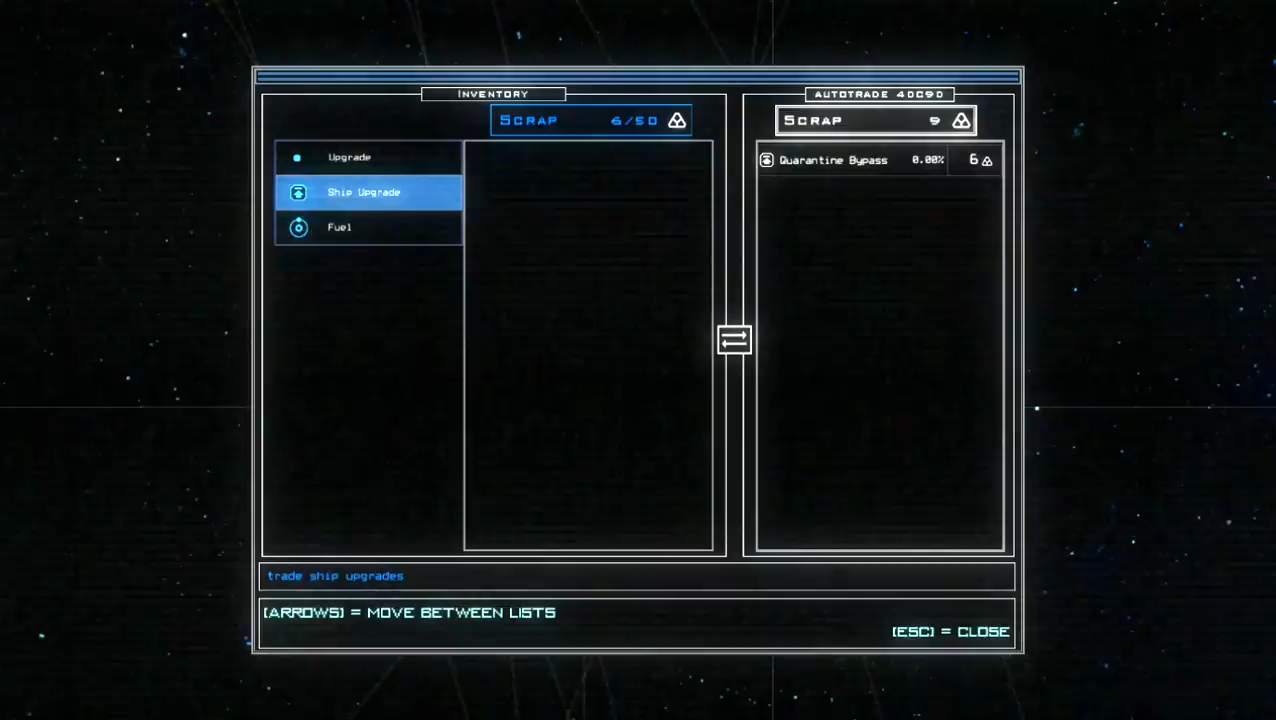 INVENTORY
SCRAP 6/50
Upgrade
Ship Upgrade
Fuel
AUTOTRADE 4DC9D
SCRAP 9
Quarantine Bypass 0.00% 6
trade ship upgrades
[ARROWS] = MOVE BETWEEN LISTS
[ESC] = CLOSE